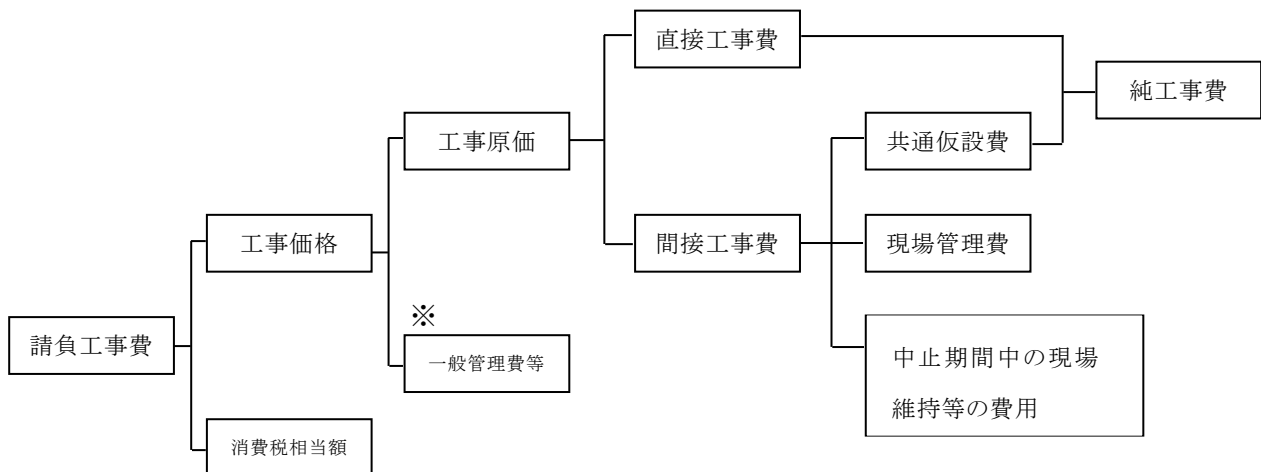 直接工事費
純工事費
工事原価
共通仮設費
工事価格
間接工事費
現場管理費
※
請負工事費
一般管理費等
中止期間中の現場
維持等の費用
消費税相当額